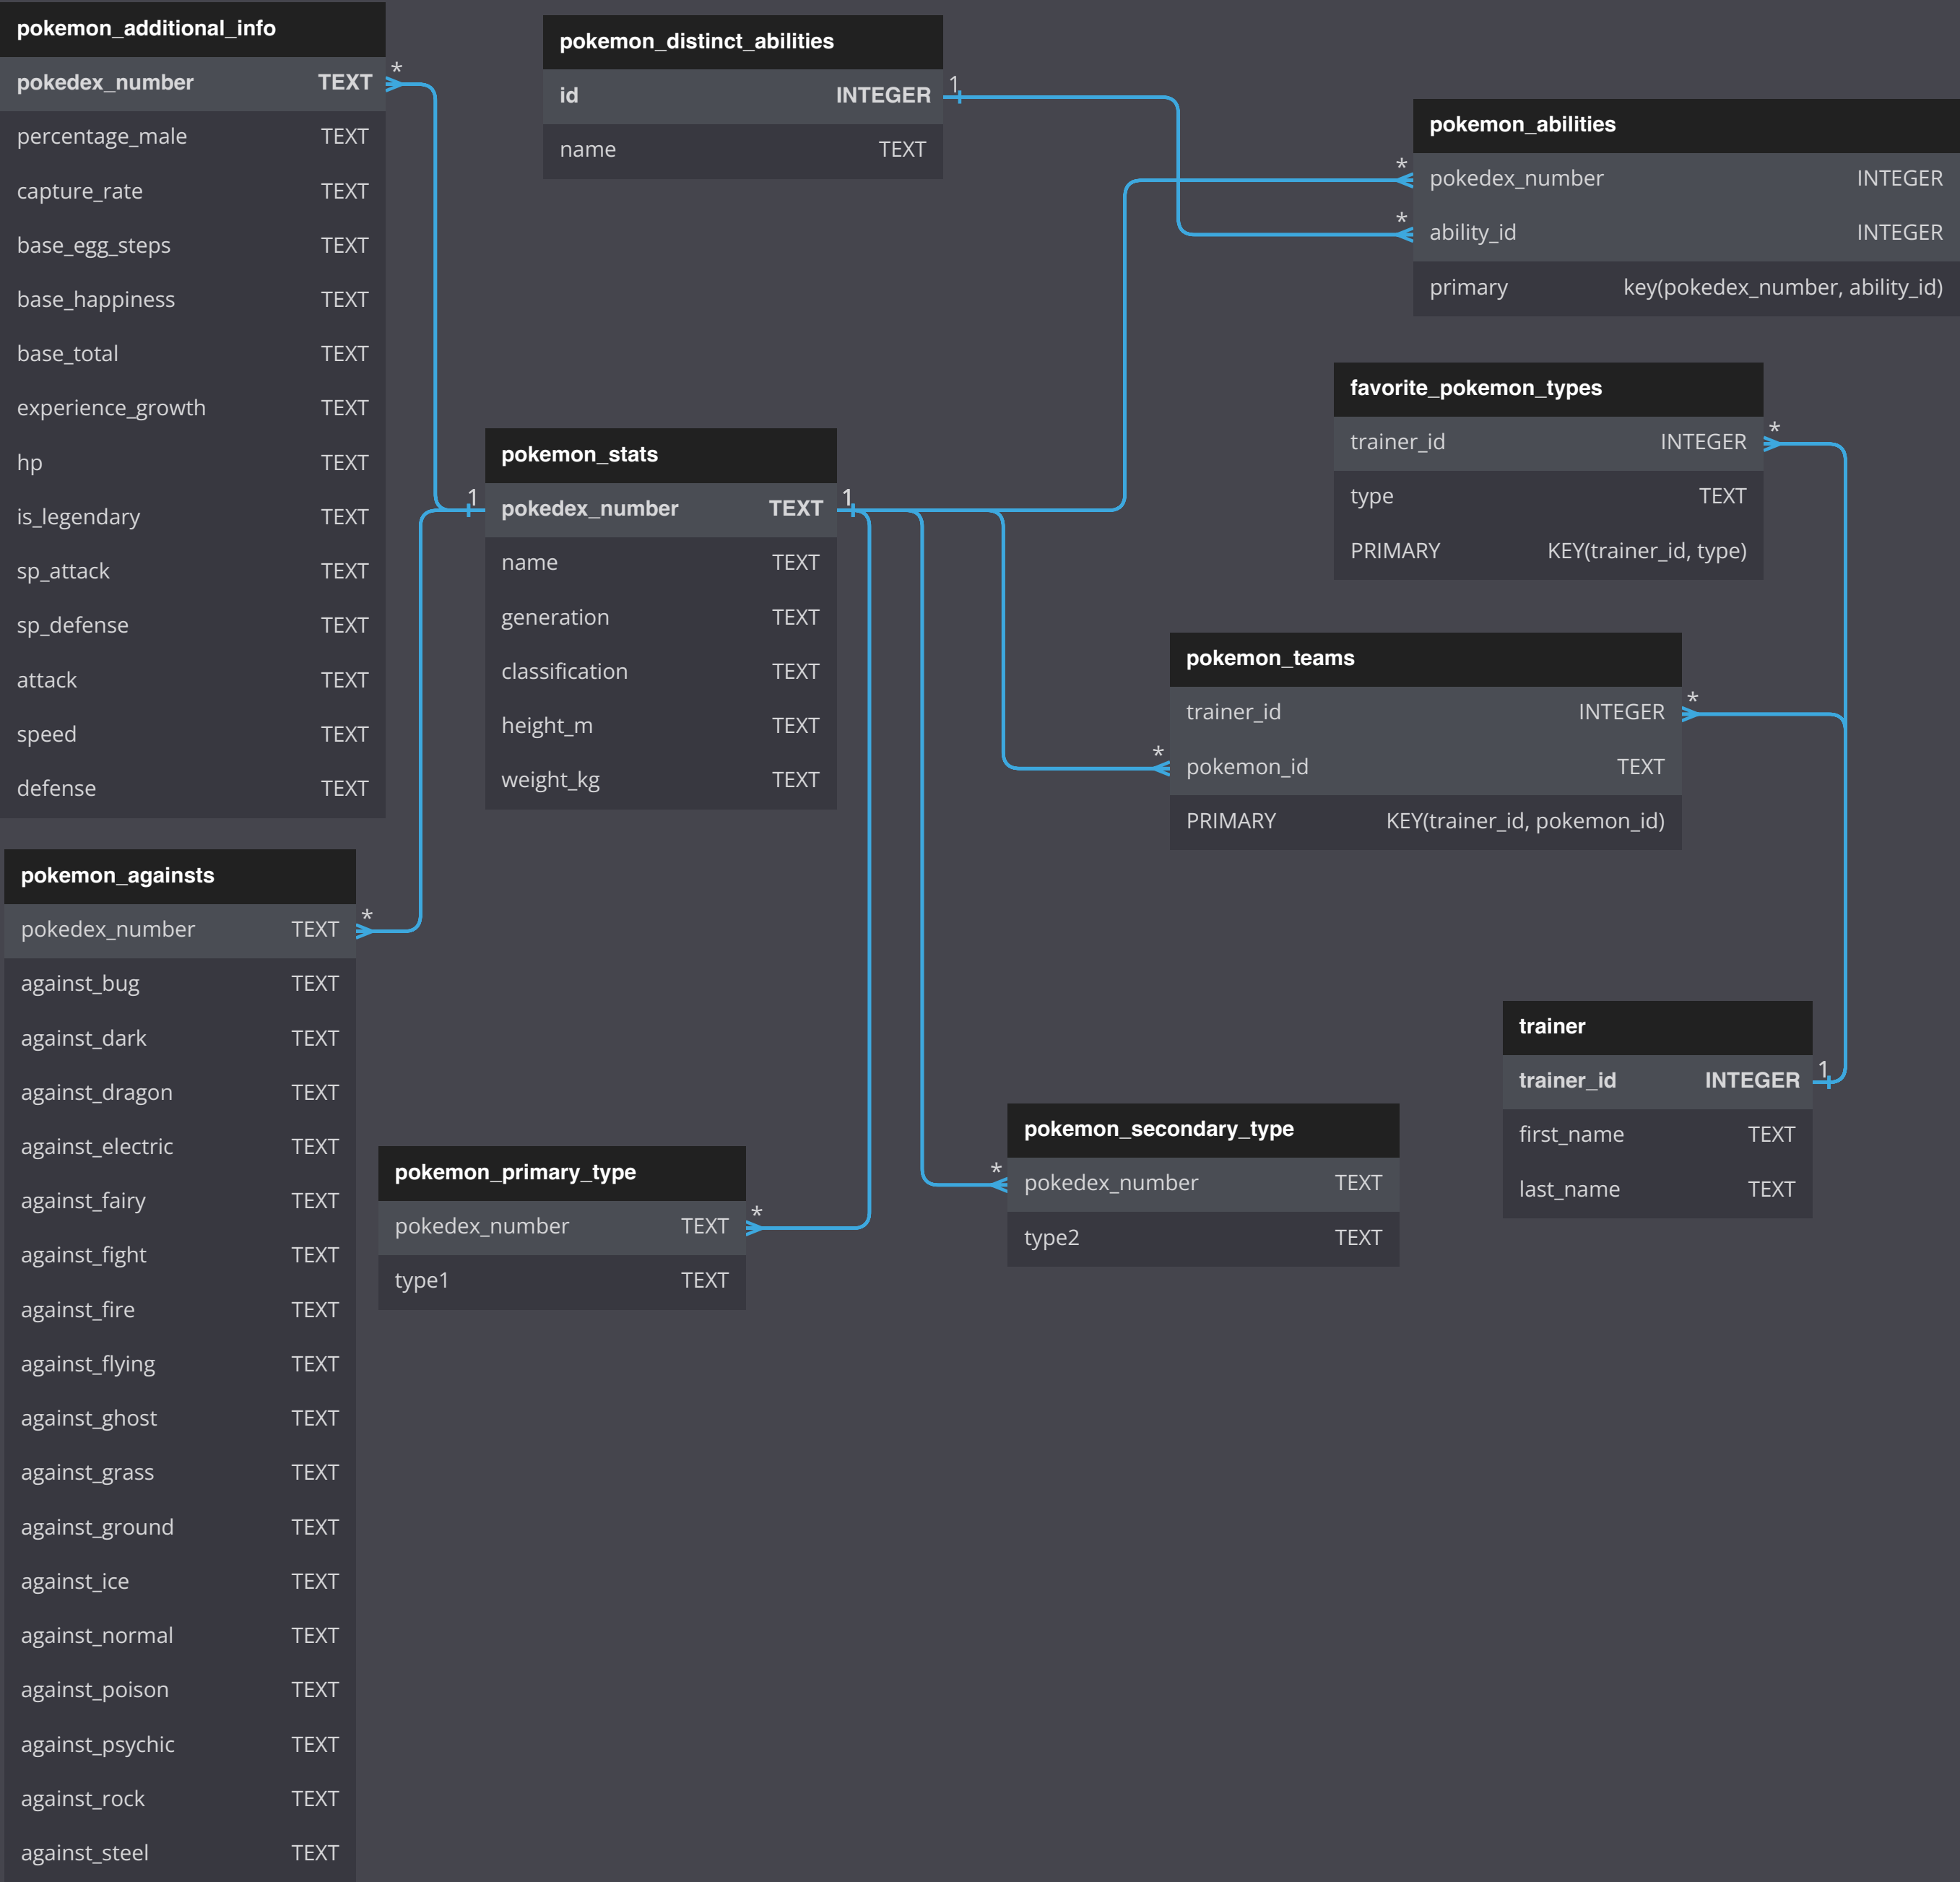 pokemon_additional_info
pokedex_number TEXT *
percentage_male TEXT
capture_rate TEXT
base_egg_steps TEXT
base_happiness TEXT
base_total TEXT
experience_growth TEXT
hp TEXT
is_legendary TEXT
sp_attack TEXT
sp_defense TEXT
attack TEXT
speed TEXT
defense TEXT
pokemon_distinct_abilities
id INTEGER 1
name TEXT
pokemon_abilities
* pokedex_number INTEGER
* ability_id INTEGER
primary key(pokedex_number, ability_id)
favorite_pokemon_types
trainer_id INTEGER *
type TEXT
PRIMARY KEY(trainer_id, type)
pokemon_stats
1 pokedex_number TEXT 1
name TEXT
generation TEXT
classification TEXT
height_m TEXT
weight_kg TEXT
pokemon_teams
trainer_id INTEGER *
* pokemon_id TEXT
PRIMARY KEY(trainer_id, pokemon_id)
pokemon_againsts
pokedex_number TEXT *
against_bug TEXT
against_dark TEXT
against_dragon TEXT
against_electric TEXT
against_fairy TEXT
against_fight TEXT
against_fire TEXT
against_flying TEXT
against_ghost TEXT
against_grass TEXT
against_ground TEXT
against_ice TEXT
against_normal TEXT
against_poison TEXT
against_psychic TEXT
against_rock TEXT
against_steel TEXT
pokemon_primary_type
pokedex_number TEXT *
type1 TEXT
pokemon_secondary_type
* pokedex_number TEXT
type2 TEXT
trainer
trainer_id INTEGER 1
first_name TEXT
last_name TEXT